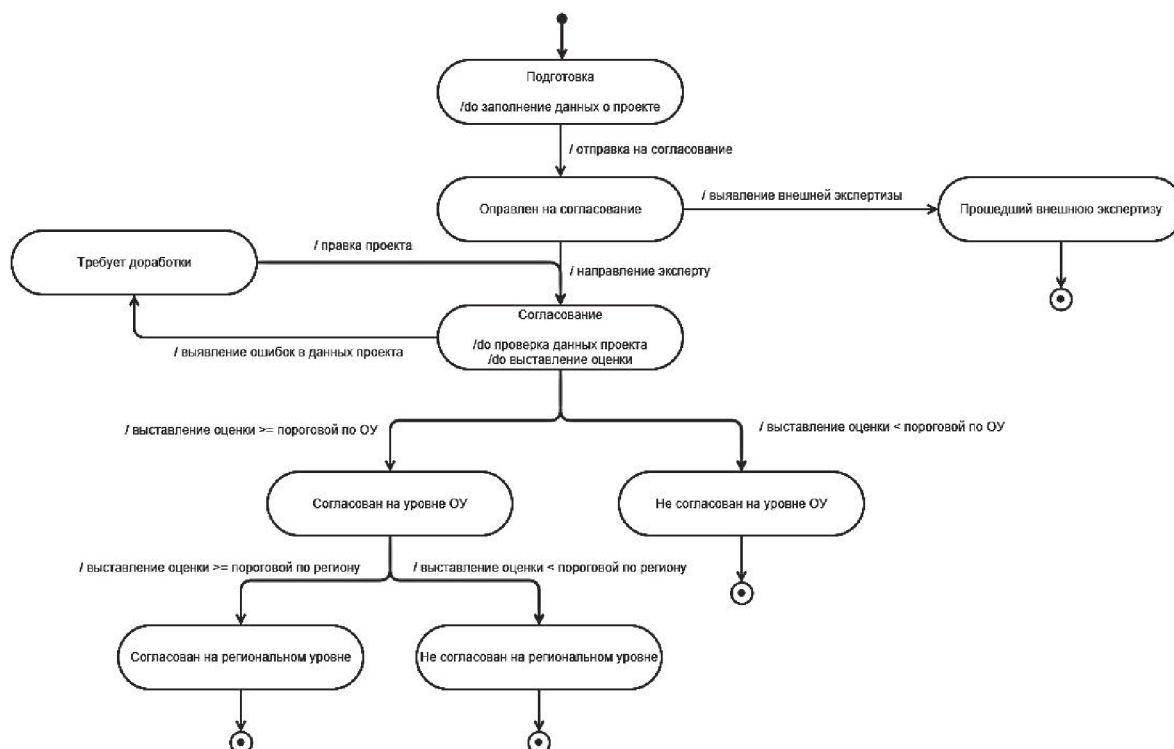 Подготовка
/do заполнение данных о проекте
/ отправка на согласование
Оправлен на согласование
/ выявление внешней экспертизы
Прошедший внешнюю экспертизу
Требует доработки
/ правка проекта
/ направление эксперту
Согласование
/do проверка данных проекта
/do выставление оценки
/ выявление ошибок в данных проекта
/ выставление оценки >= пороговой по ОУ
/ выставление оценки < пороговой по ОУ
Согласован на уровне ОУ
Не согласован на уровне ОУ
/ выставление оценки >= пороговой по региону
/ выставление оценки < пороговой по региону
Согласован на региональном уровне
Не согласован на региональном уровне